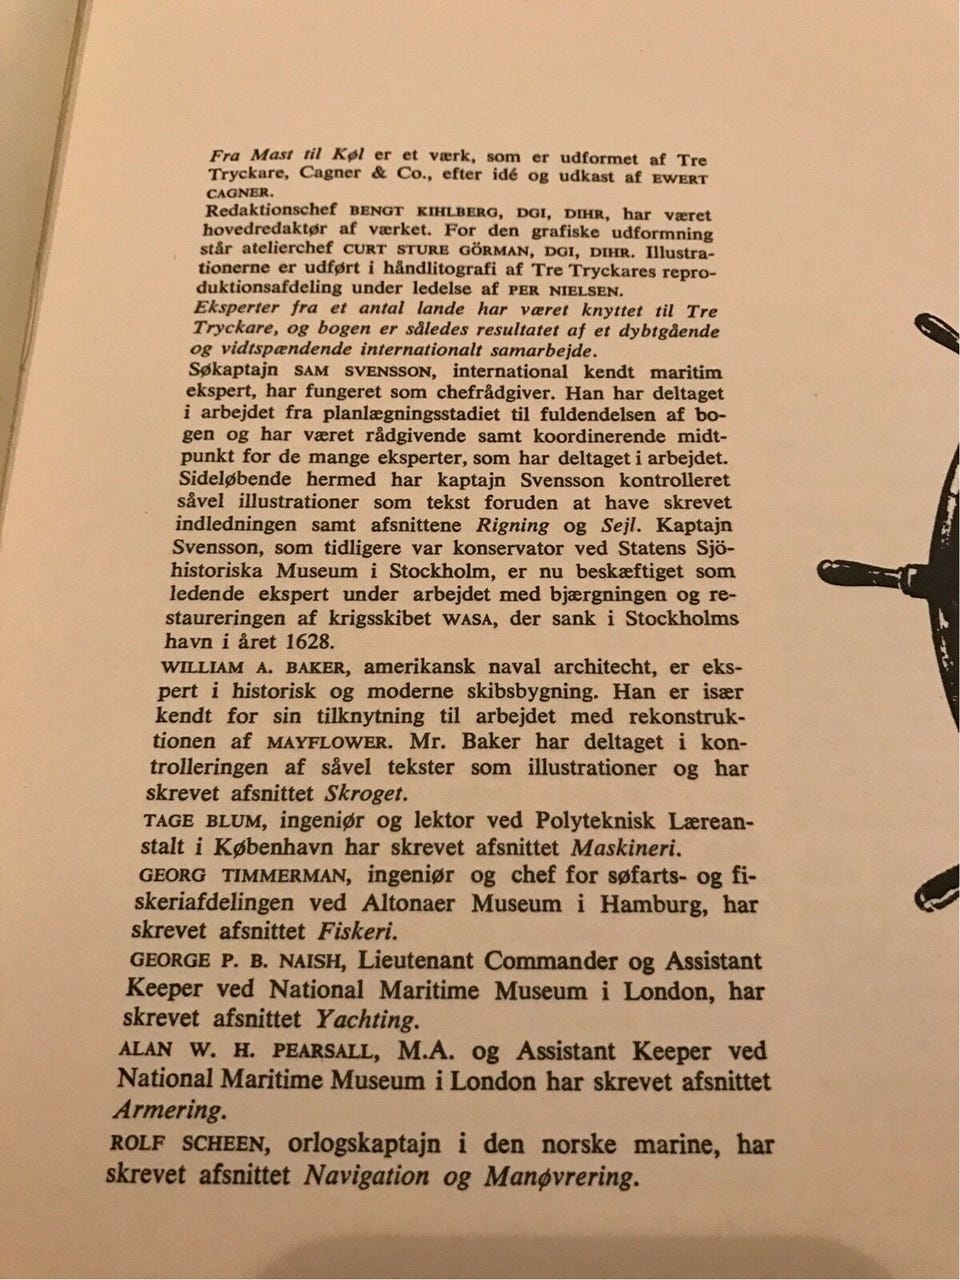 Fra Mast til Køl er et værk, som er udformet af Tre
Tryckare, Cagner & Co., efter idé og udkast af EWERT
CAGNER.
Redaktionschef BENGT KIHLBERG, DGI, DIHR, har været
hovedredaktør af værket. For den grafiske udformning
står atelierchef CURT STURE GÖRMAN, DGI, DIHR. Illustra-
tionerne er udført i håndlitografi af Tre Tryckares repro-
duktionsafdeling under ledelse af PER NIELSEN.
Eksperter fra et antal lande har været knyttet til Tre
Tryckare, og bogen er således resultatet af et dybtgående
og vidtspændende internationalt samarbejde.
Søkaptajn SAM SVENSSON, international kendt maritim
ekspert, har fungeret som chefrådgiver. Han har deltaget
i arbejdet fra planlægningsstadiet til fuldendelsen af bo-
gen og har været rådgivende samt koordinerende midt-
punkt for de mange eksperter, som har deltaget i arbejdet.
Sideløbende hermed har kaptajn Svensson kontrolleret
såvel illustrationer som tekst foruden at have skrevet
indledningen samt afsnittene Rigning og Sejl. Kaptajn
Svensson, som tidligere var konservator ved Statens Sjö-
historiska Museum i Stockholm, er nu beskæftiget som
ledende ekspert under arbejdet med bjærgningen og re-
staureringen af krigsskibet WASA, der sank i Stockholms
havn i året 1628.
WILLIAM A. BAKER, amerikansk naval architecht, er eks-
pert i historisk og moderne skibsbygning. Han er især
kendt for sin tilknytning til arbejdet med rekonstruk-
tionen af MAYFLOWER. Mr. Baker har deltaget i kon-
trolleringen af såvel tekster som illustrationer og har
skrevet afsnittet Skroget.
TAGE BLUM, ingeniør og lektor ved Polyteknisk Lærean-
stalt i København har skrevet afsnittet Maskineri.
GEORG TIMMERMAN, ingeniør og chef for søfarts- og fi-
skeriafdelingen ved Altonaer Museum i Hamburg, har
skrevet afsnittet Fiskeri.
GEORGE P. B. NAISH, Lieutenant Commander og Assistant
Keeper ved National Maritime Museum i London, har
skrevet afsnittet Yachting.
ALAN W. H. PEARSALL, M.A. og Assistant Keeper ved
National Maritime Museum i London har skrevet afsnittet
Armering.
ROLF SCHEEN, orlogskaptajn i den norske marine, har
skrevet afsnittet Navigation og Manøvrering.